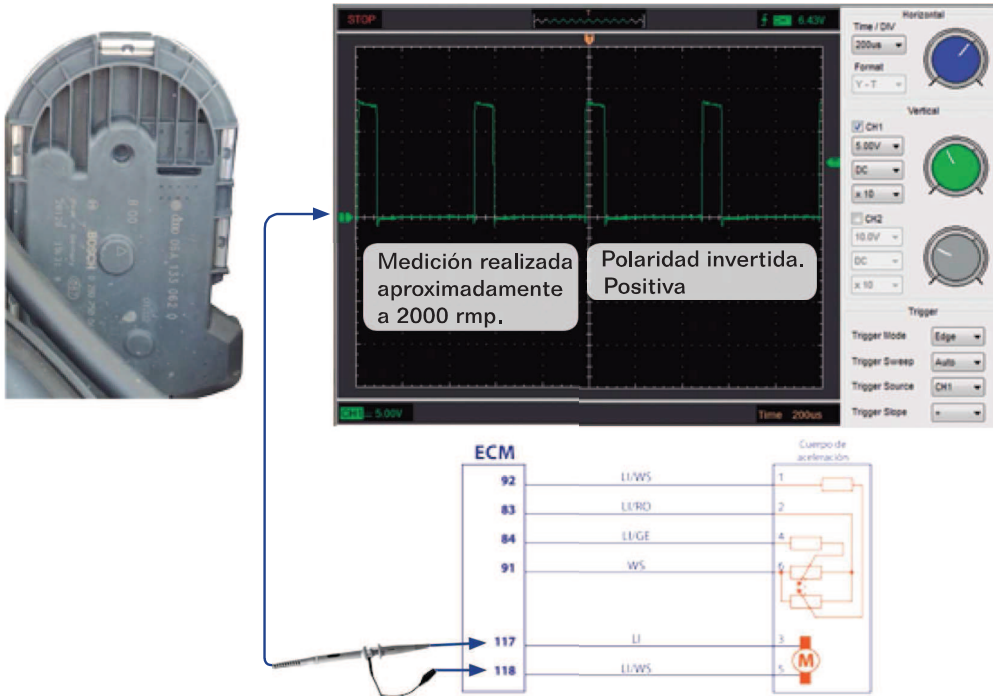 STOP
T
CH1 6.43V
Horizontal
Time / DIV
200us
Format
Y - T
Vertical
CH1
5.00V
DC
x 10
CH2
10.0V
DC
x 10
Trigger
Trigger Mode Edge
Trigger Sweep Auto
Trigger Source CH1
Trigger Slope
Medición realizada
aproximadamente
a 2000 rmp.
Polaridad invertida.
Positiva
CH1 5.00V
Time 200us
BOSCH
133 062
ECM
Cuerpo de
aceleración
92 LI/WS 1
83 LI/RO 2
84 LI/GE 4
91 WS 6
117 LI 3
M
118 LI/WS 5